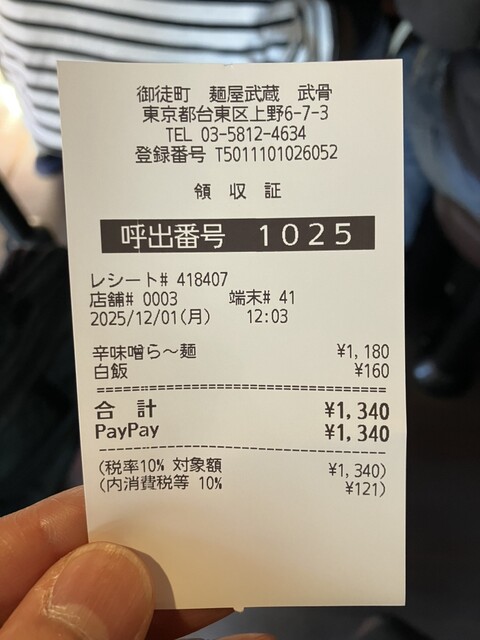 御徒町 麺屋武蔵 武骨
東京都台東区上野6-7-3
TEL 03-5812-4634
登録番号 T5011101026052
領 収 証
呼出番号 1025
レシート# 418407
店舗# 0003 端末# 41
2025/12/01(月) 12:03
辛味噌ら～麺 ¥1,180
白飯 ¥160
合 計 ¥1,340
PayPay ¥1,340
(税率10% 対象額 ¥1,340)
(内消費税等 10% ¥121)